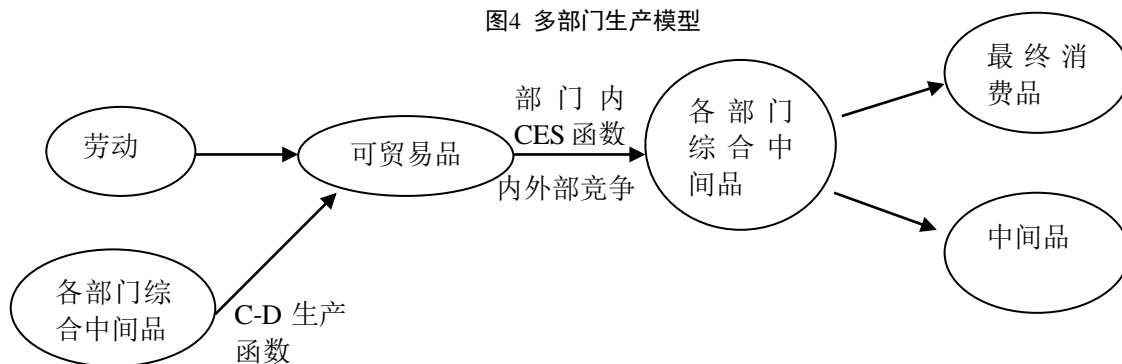 图4 多部门生产模型
劳动
各部门综
合中间品
C-D 生产
函数
可贸易品
部门内
CES 函数
内外部竞争
各部门
综合中
间品
最终消
费品
中间品